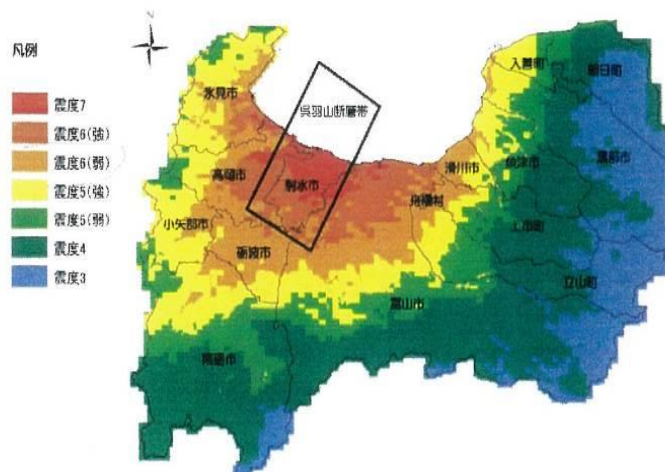 凡例
震度7
震度6(強)
震度6(弱)
震度5(強)
震度5(弱)
震度4
震度3
呉羽山断層帯
氷見市
高岡市
射水市
小矢部市
砺波市
南砺市
富山市
舟橋村
滑川市
魚津市
上市町
立山町
黒部市
入善町
朝日町